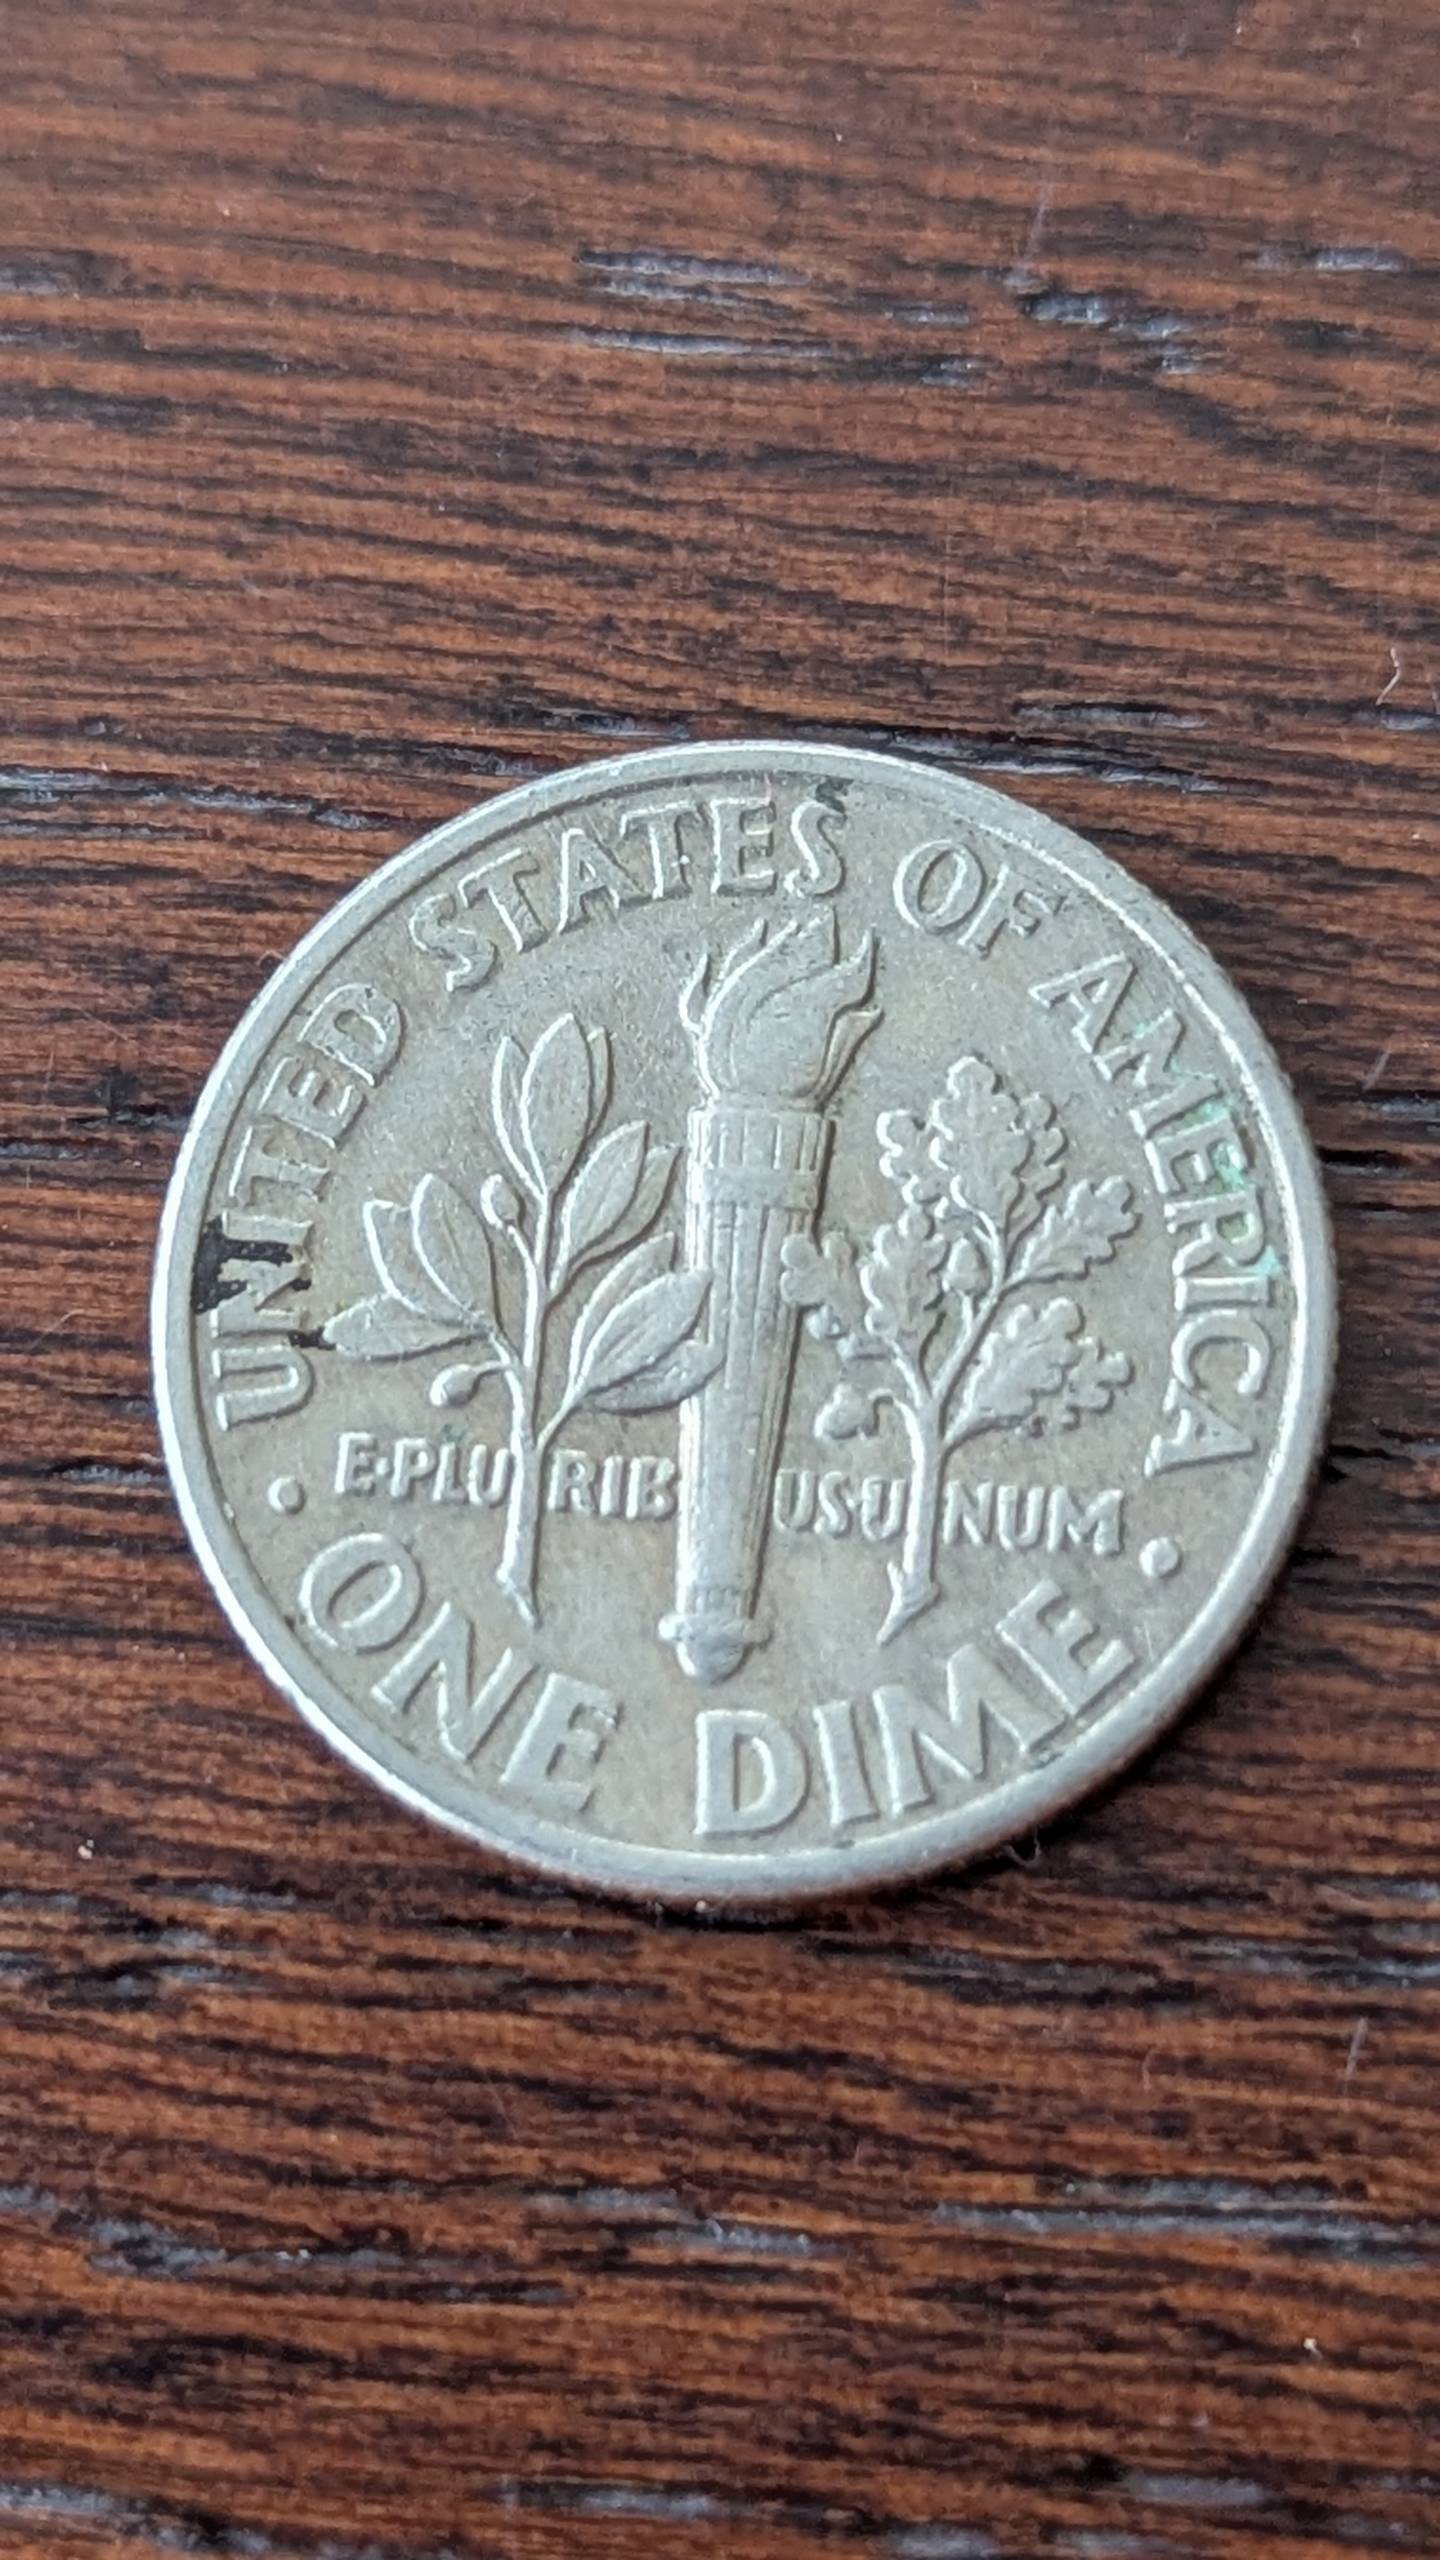 UNITED STATES OF AMERICA
E·PLURIBUS·UNUM
· ONE DIME ·